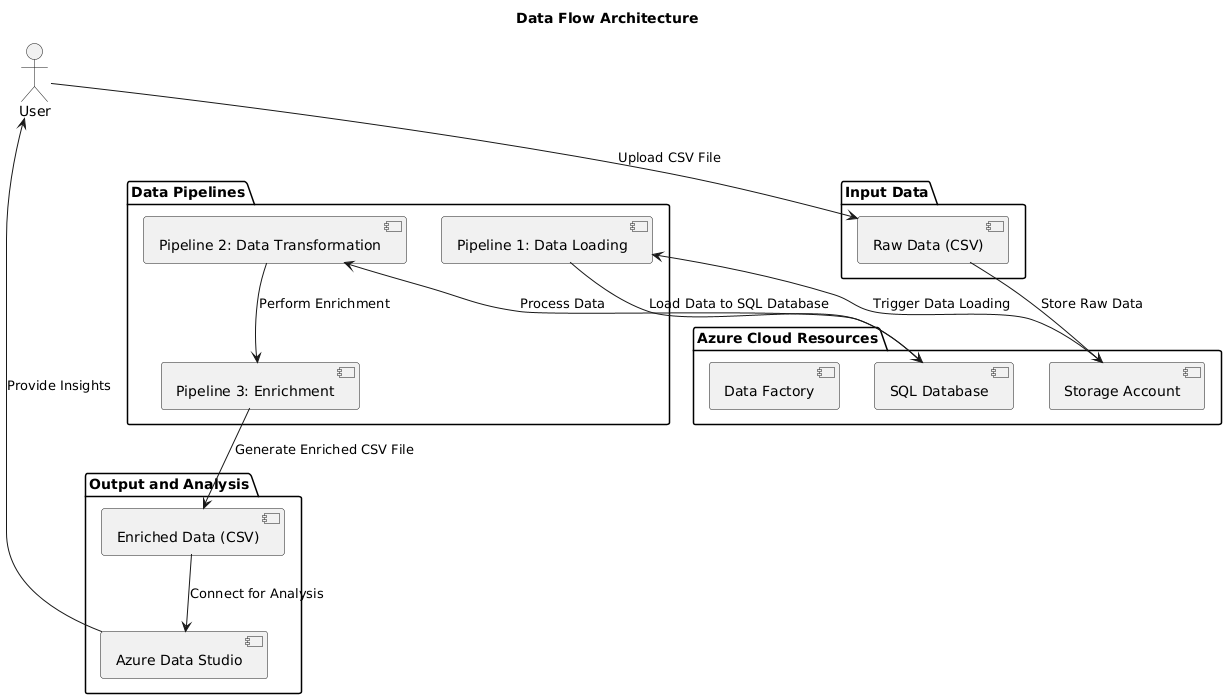 Data Flow Architecture
User
Upload CSV File
Data Pipelines
Input Data
Pipeline 2: Data Transformation
Pipeline 1: Data Loading
Raw Data (CSV)
Perform Enrichment
Process Data
Load Data to SQL Database
Trigger Data Loading
Store Raw Data
Azure Cloud Resources
Provide Insights
Pipeline 3: Enrichment
Data Factory
SQL Database
Storage Account
Generate Enriched CSV File
Output and Analysis
Enriched Data (CSV)
Connect for Analysis
Azure Data Studio